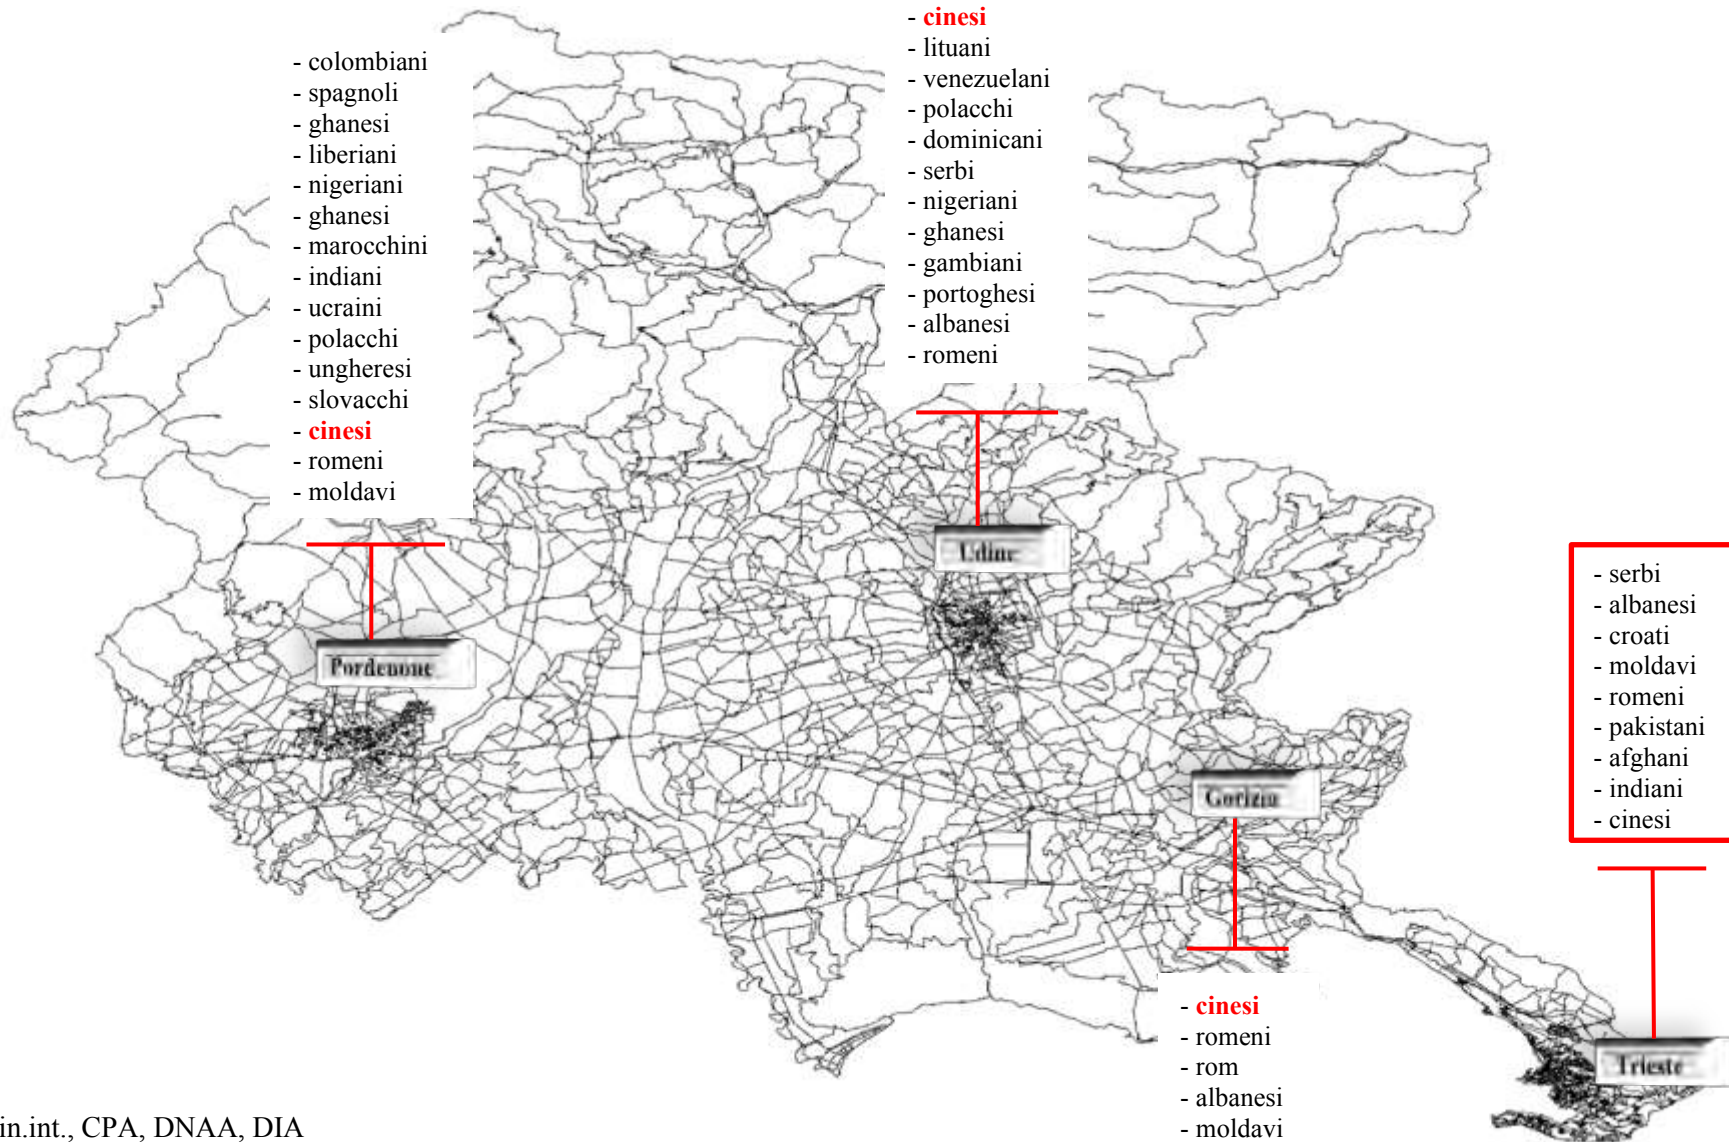 - colombiani
- spagnoli
- ghanesi
- liberiani
- nigeriani
- ghanesi
- marocchini
- indiani
- ucraini
- polacchi
- ungheresi
- slovacchi
- cinesi
- romeni
- moldavi
Pordenone
- cinesi
- lituani
- venezuelani
- polacchi
- dominicani
- serbi
- nigeriani
- ghanesi
- gambiani
- portoghesi
- albanesi
- romeni
Udine
- serbi
- albanesi
- croati
- moldavi
- romeni
- pakistani
- afghani
- indiani
- cinesi
Gorizia
- cinesi
- romeni
- rom
- albanesi
- moldavi
Trieste
in.int., CPA, DNAA, DIA